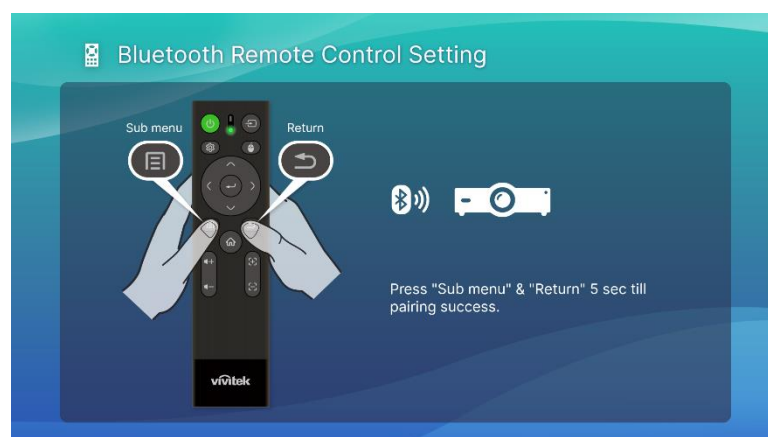 Bluetooth Remote Control Setting
Sub menu
Return
Press "Sub menu" & "Return" 5 sec till
pairing success.
vivitek